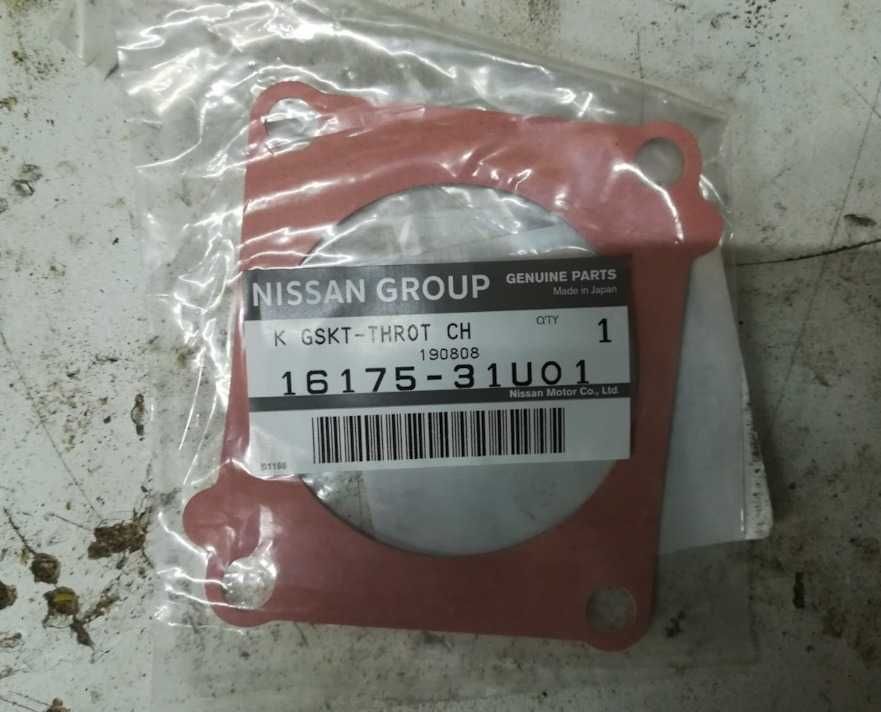 NISSAN GROUP GENUINE PARTS
Made in Japan
K GSKT-THROT CH QTY 1
190808
16175-31U01
Nissan Motor Co., Ltd.